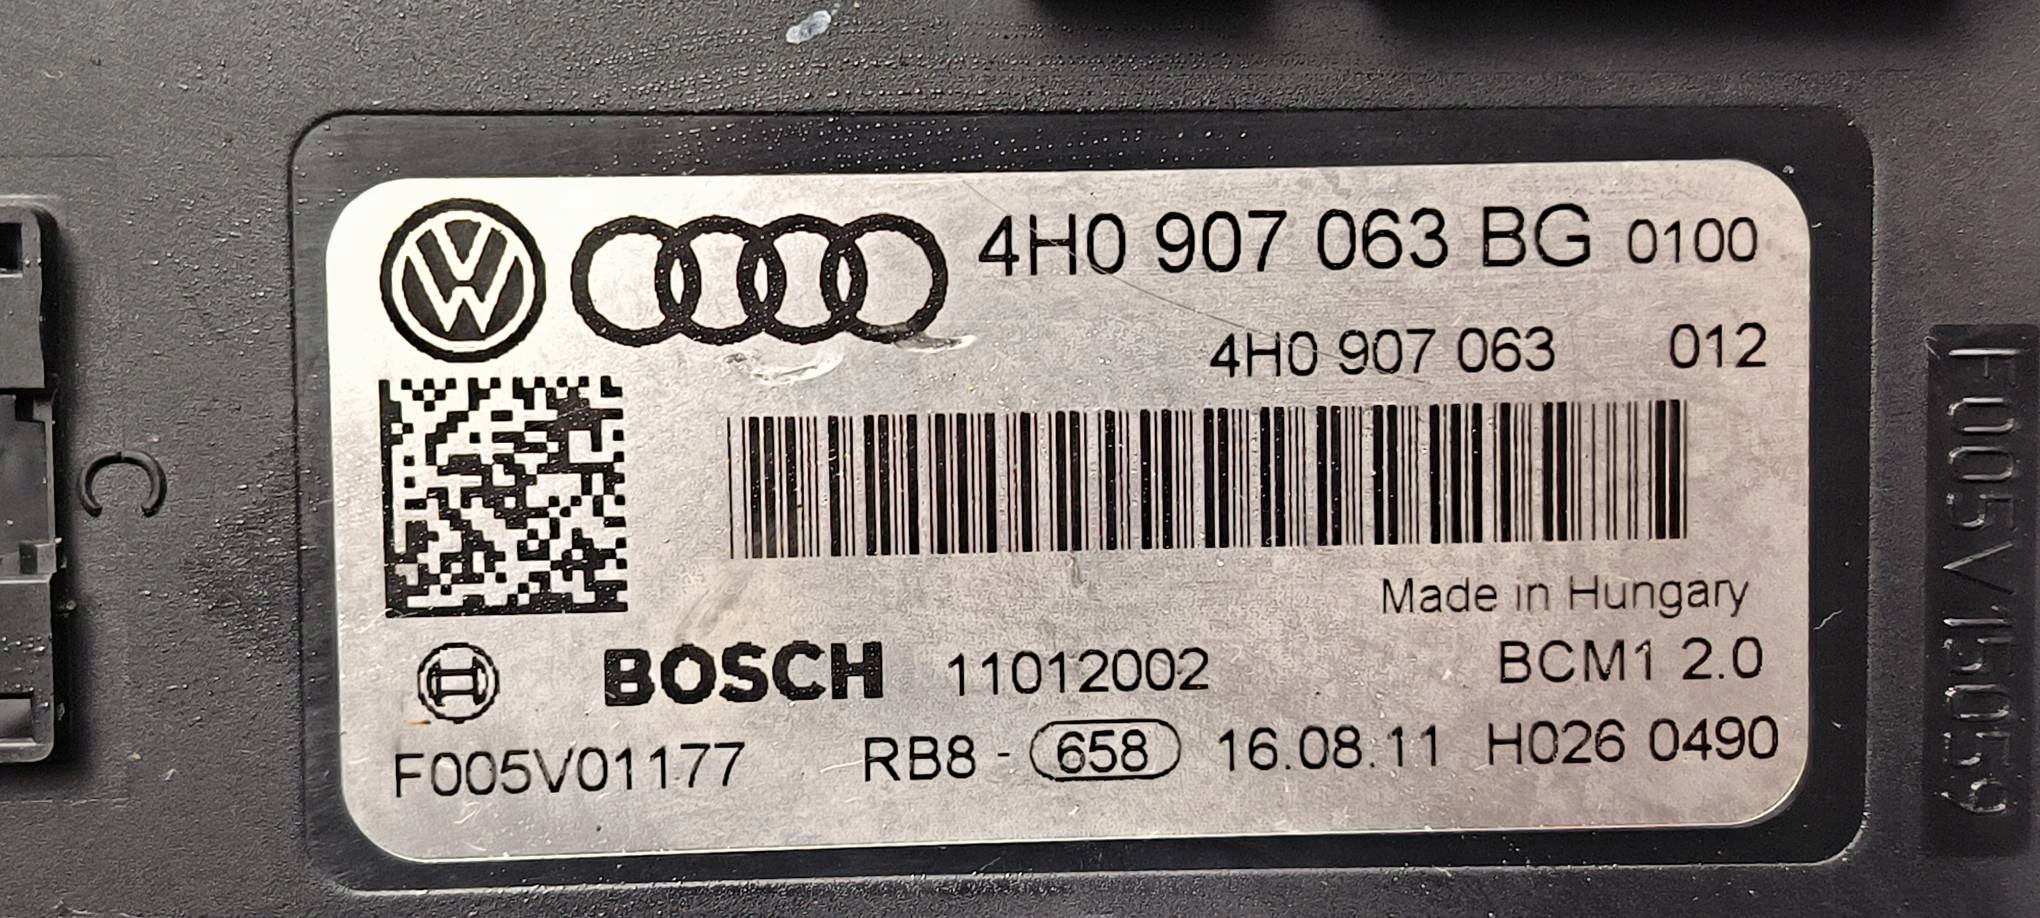 4H0 907 063 BG 0100
4H0 907 063 012
Made in Hungary
BOSCH 11012002 BCM1 2.0
F005V01177 RB8 - 658 16.08.11 H026 0490
C
F005V15059